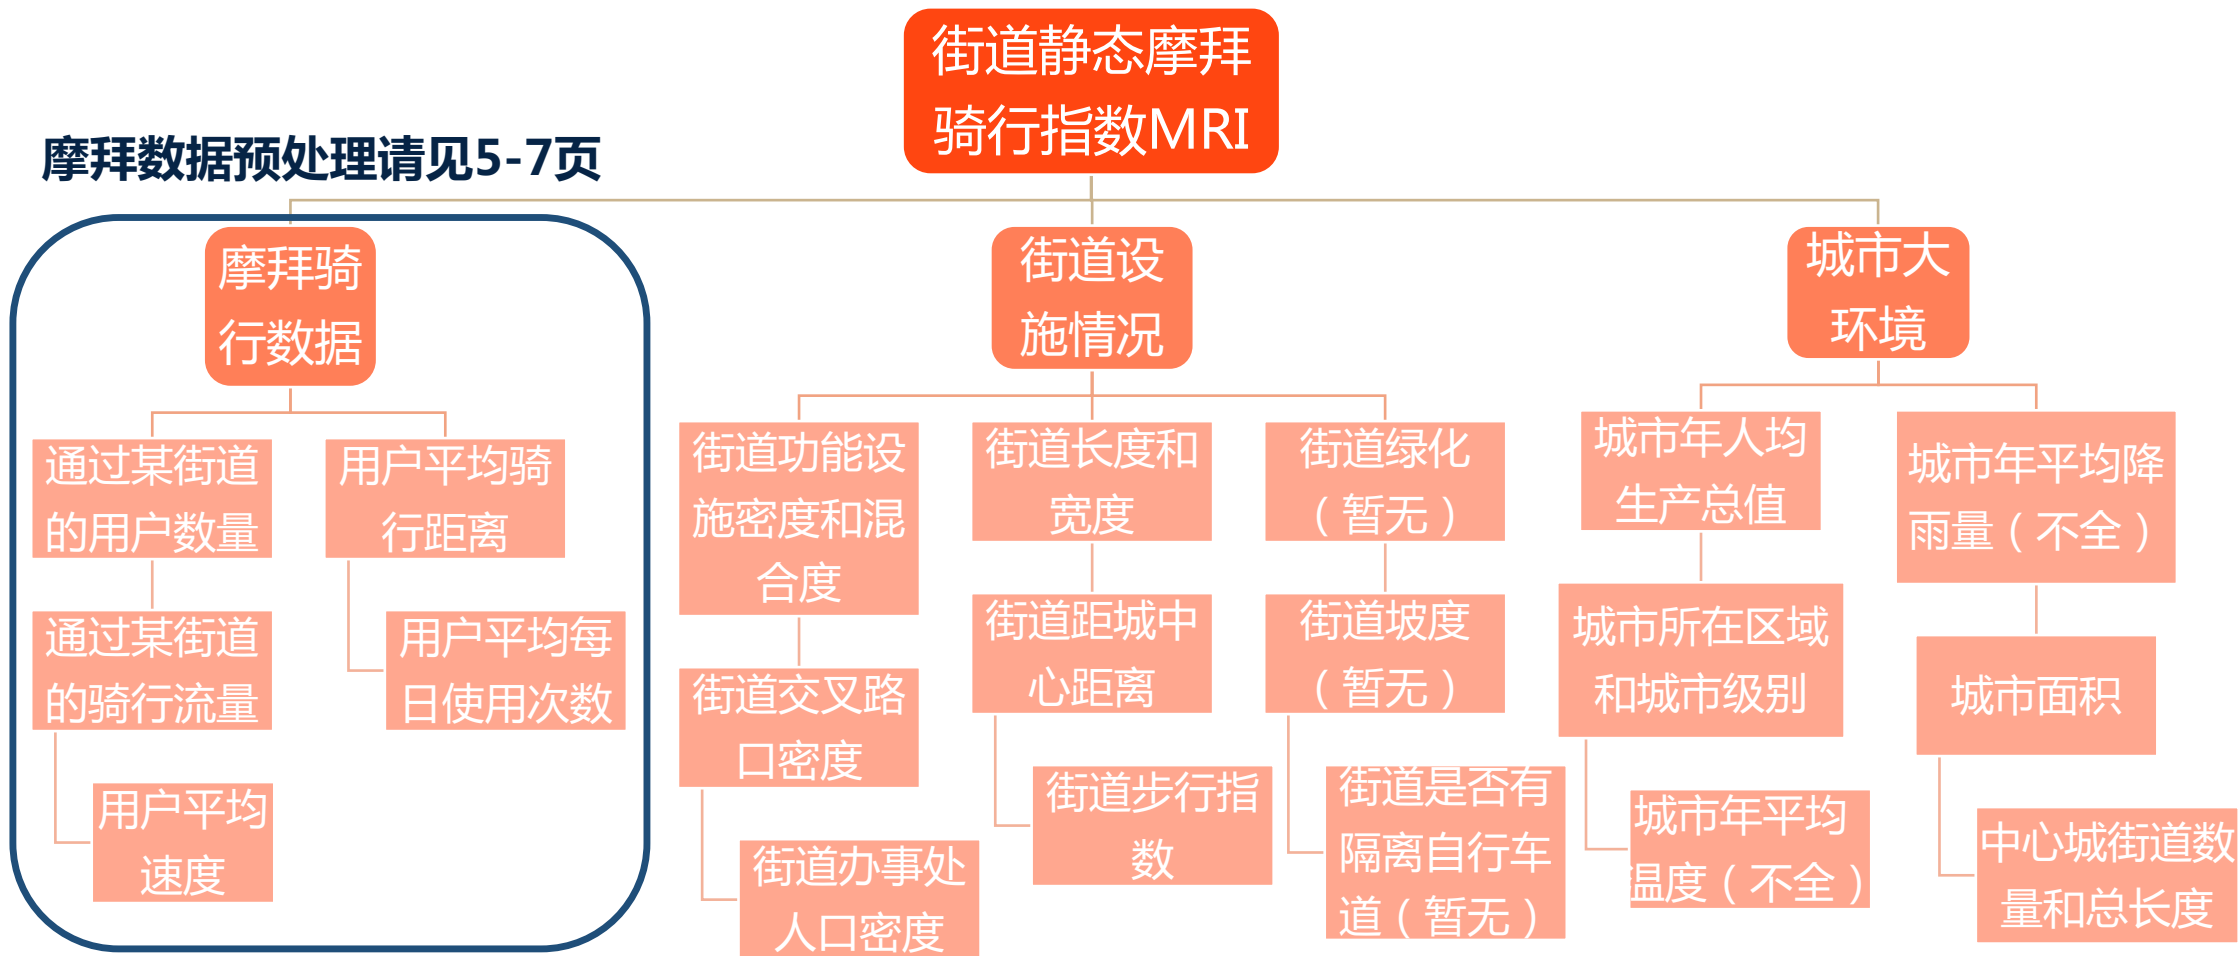 街道静态摩拜
骑行指数MRI
摩拜数据预处理请见5-7页
摩拜骑
行数据
通过某街道
的用户数量
通过某街道
的骑行流量
用户平均
速度
用户平均骑
行距离
用户平均每
日使用次数
街道设
施情况
街道功能设
施密度和混
合度
街道交叉路
口密度
街道办事处
人口密度
街道长度和
宽度
街道距城中
心距离
街道步行指
数
街道绿化
（暂无）
街道坡度
（暂无）
街道是否有
隔离自行车
道（暂无）
城市大
环境
城市年人均
生产总值
城市所在区域
和城市级别
城市年平均
温度（不全）
城市年平均降
雨量（不全）
城市面积
中心城街道数
量和总长度